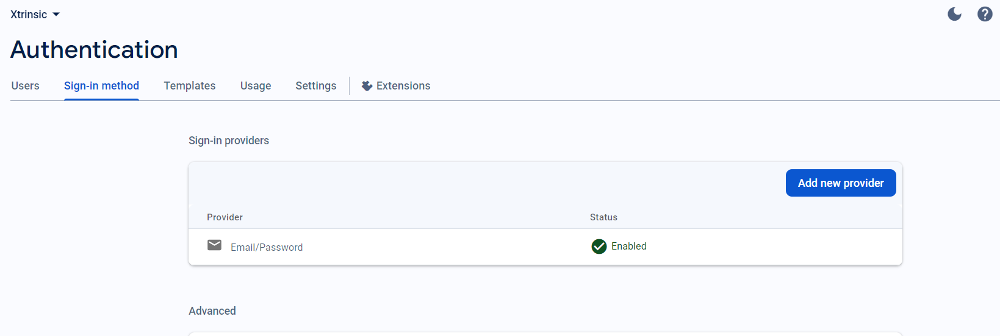 Xtrinsic
Authentication
Users Sign-in method Templates Usage Settings Extensions
Sign-in providers
Add new provider
Provider Status
Email/Password Enabled
Advanced